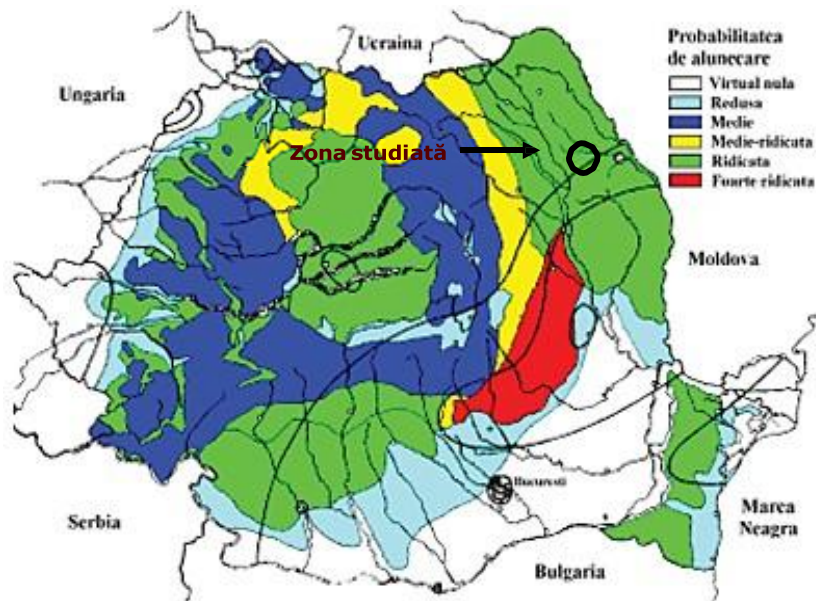 Ucraina
Ungaria
Probabilitatea
de alunecare
Virtual nula
Redusa
Medie
Medie-ridicata
Ridicata
Foarte ridicata
Zona studiată
Moldova
Bucuresti
Serbia
Marea
Neagra
Bulgaria